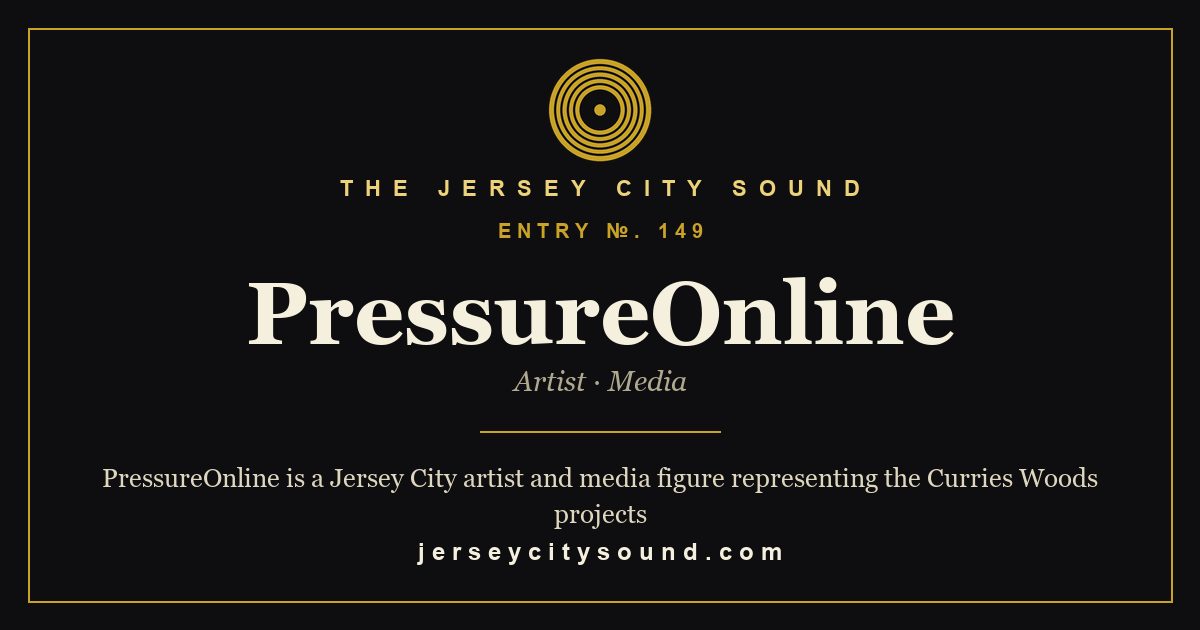 THE JERSEY CITY SOUND
ENTRY №. 149
PressureOnline
Artist · Media
PressureOnline is a Jersey City artist and media figure representing the Curries Woods
projects
jerseycitysound.com